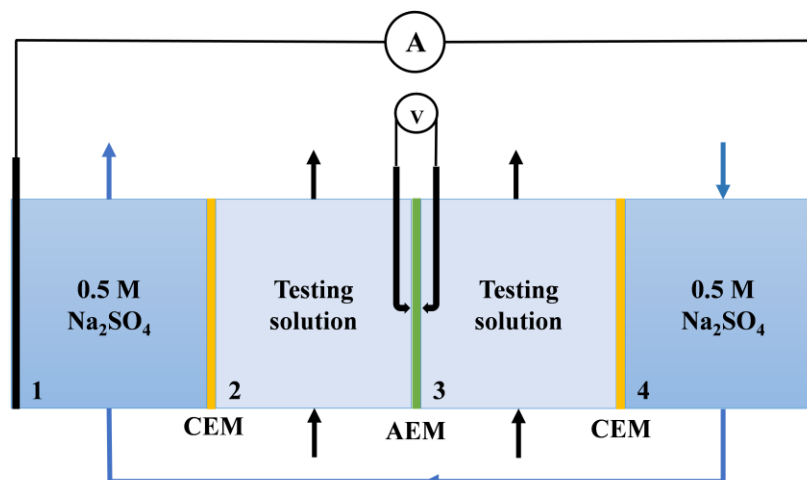 A
V
0.5 M
Na₂SO₄
Testing
solution
Testing
solution
0.5 M
Na₂SO₄
1
2
3
4
CEM
AEM
CEM